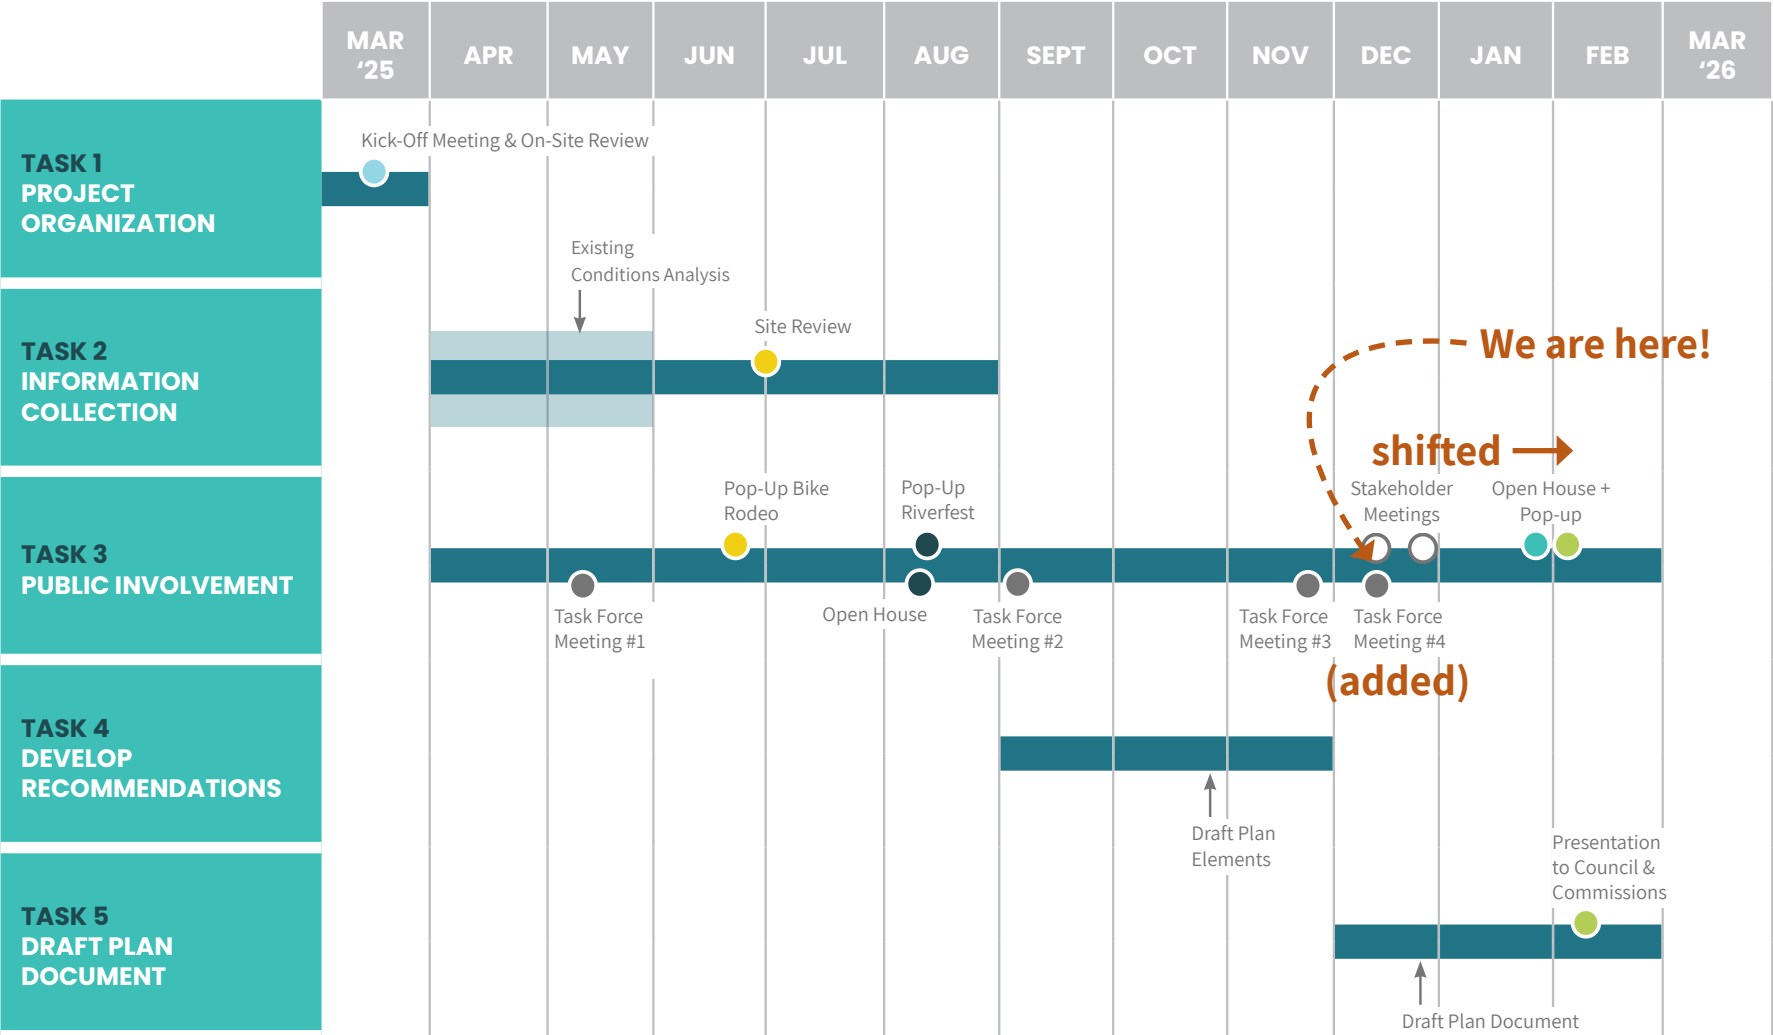 MAR
‘25
APR
MAY
JUN
JUL
AUG
SEPT
OCT
NOV
DEC
JAN
FEB
MAR
‘26
TASK 1
PROJECT
ORGANIZATION
Kick-Off Meeting & On-Site Review
Existing
Conditions Analysis
TASK 2
INFORMATION
COLLECTION
Site Review
We are here!
shifted
TASK 3
PUBLIC INVOLVEMENT
Pop-Up Bike
Rodeo
Pop-Up
Riverfest
Stakeholder
Meetings
Open House +
Pop-up
Task Force
Meeting #1
Open House
Task Force
Meeting #2
Task Force
Meeting #3
Task Force
Meeting #4
(added)
TASK 4
DEVELOP
RECOMMENDATIONS
Draft Plan
Elements
TASK 5
DRAFT PLAN
DOCUMENT
Presentation
to Council &
Commissions
Draft Plan Document